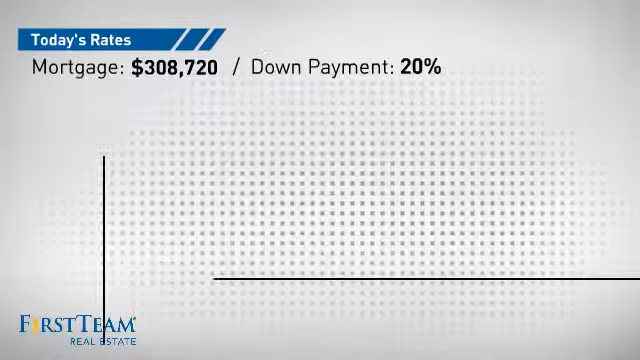 Today's Rates
Mortgage: $308,720 / Down Payment: 20%
FIRSTTEAM®
REAL ESTATE